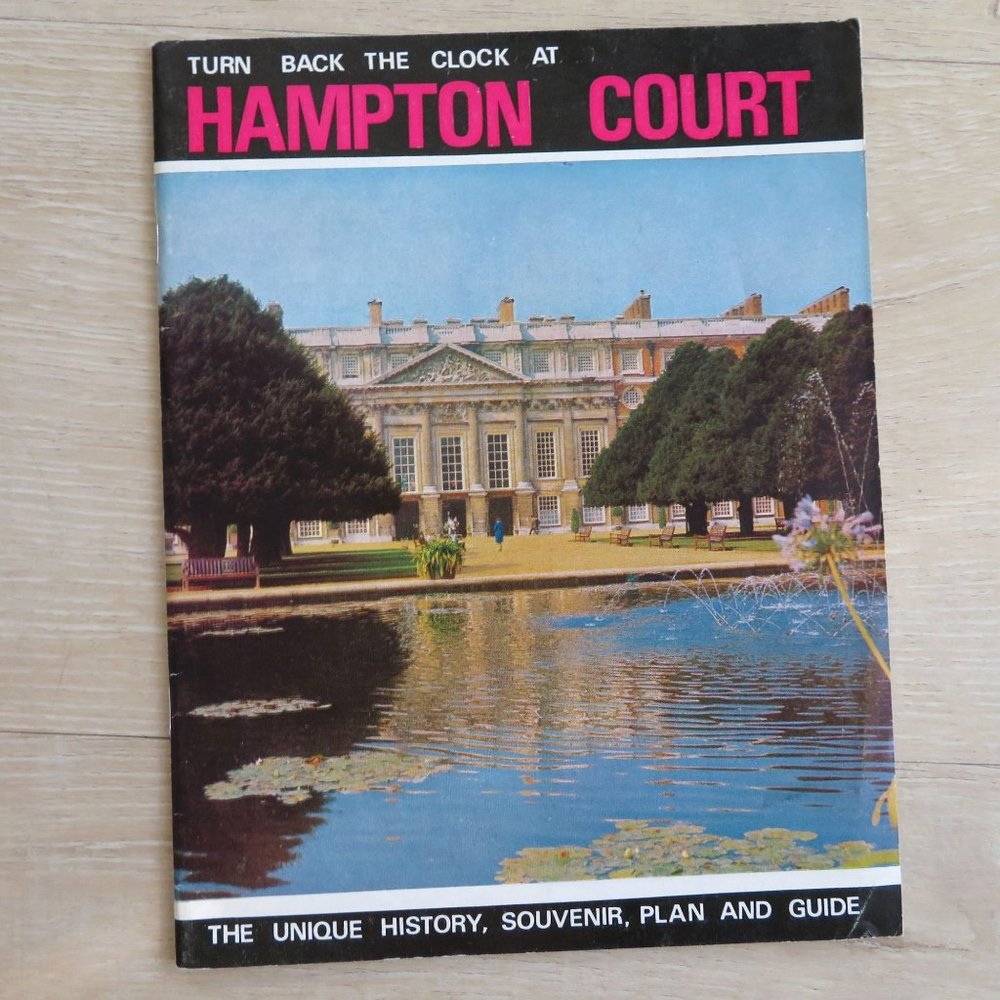 TURN BACK THE CLOCK AT
HAMPTON COURT
THE UNIQUE HISTORY, SOUVENIR, PLAN AND GUIDE